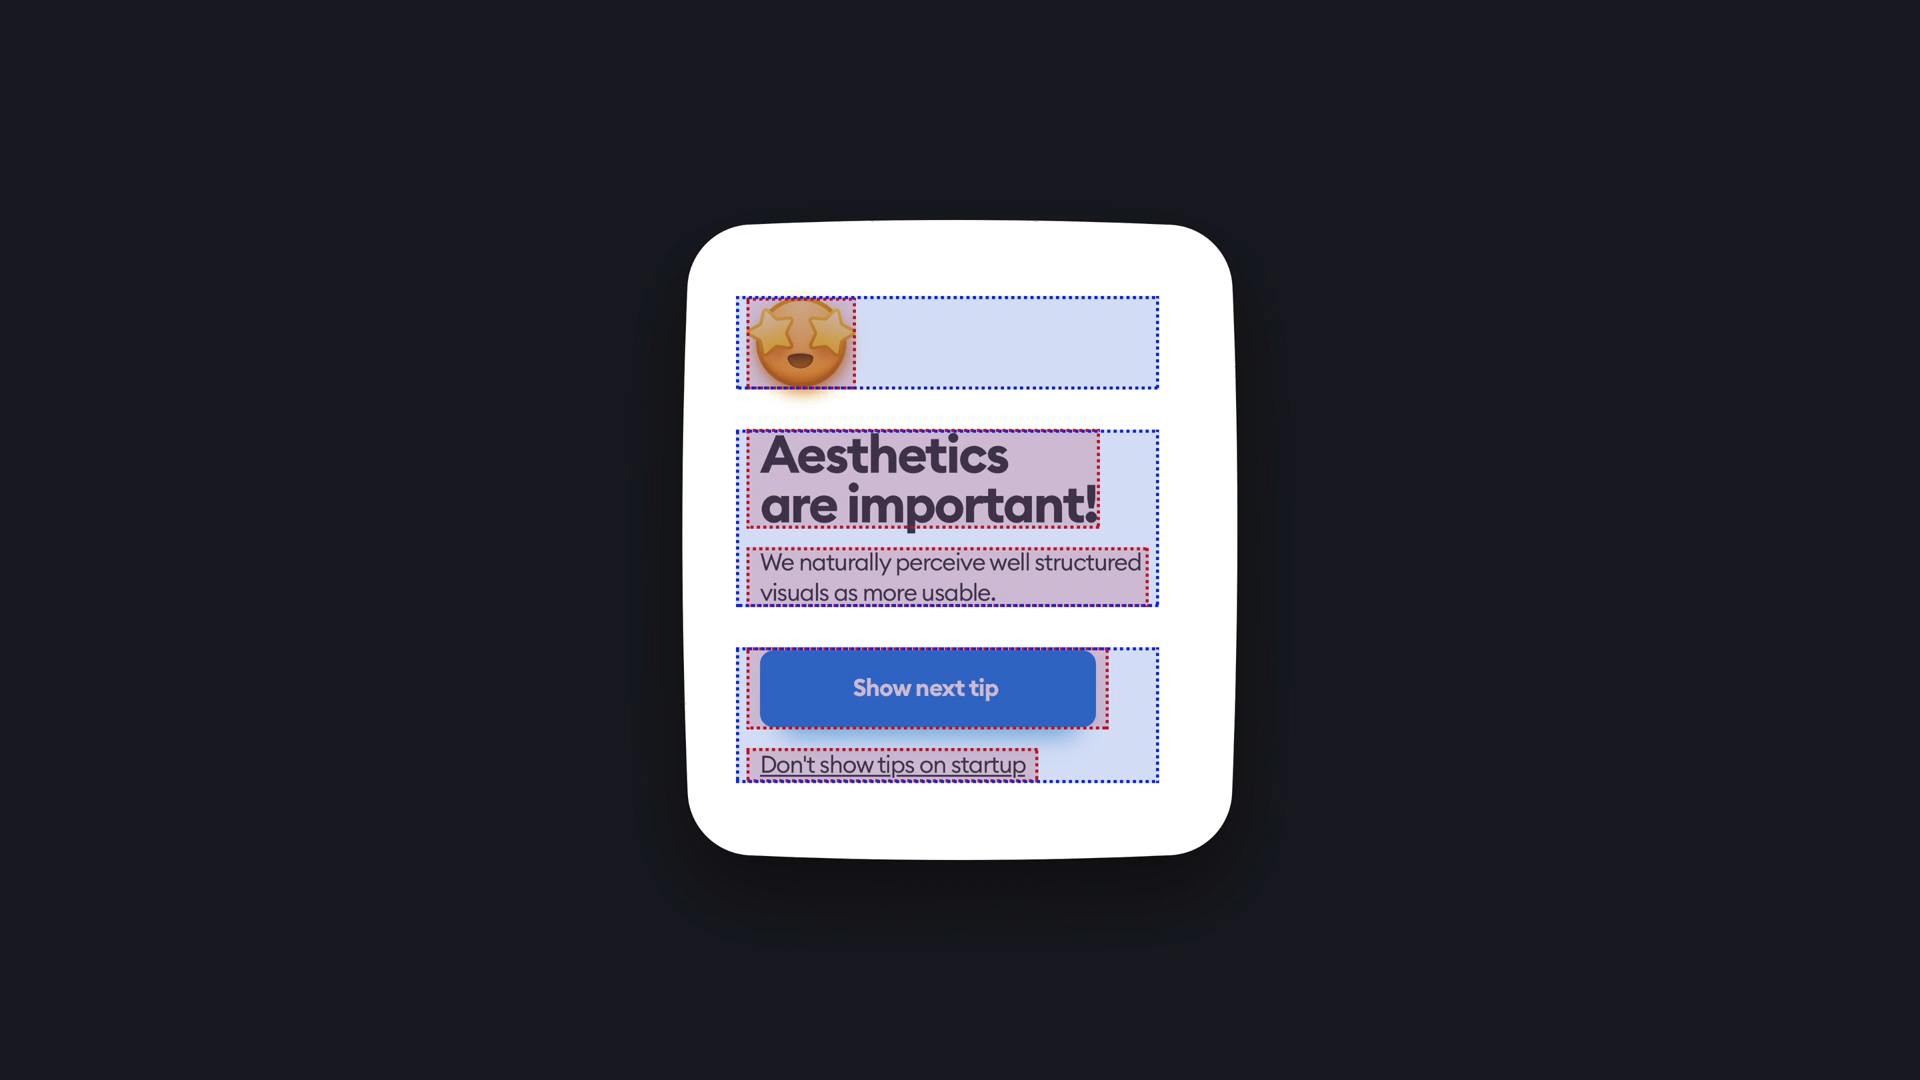 Aesthetics
are important!
We naturally perceive well structured
visuals as more usable.
Show next tip
Don't show tips on startup